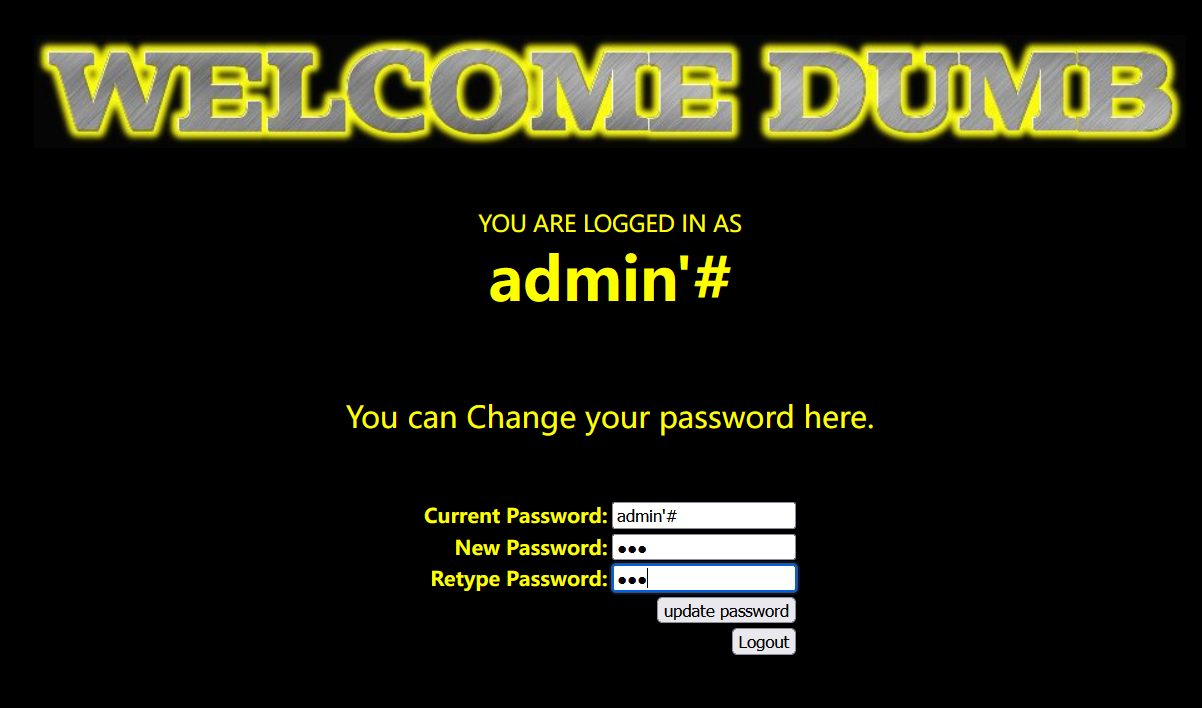 WELCOME DUMB
YOU ARE LOGGED IN AS
admin'#
You can Change your password here.
Current Password: admin'#
New Password: •••
Retype Password: •••
update password
Logout